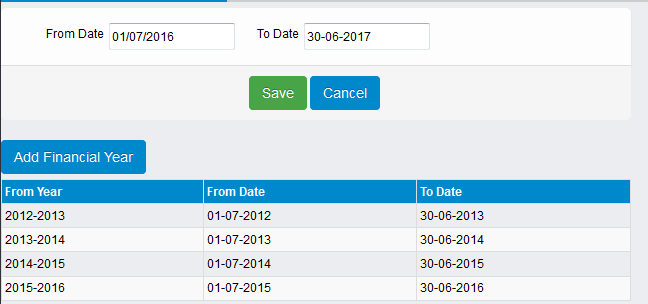 From Date 01/07/2016 To Date 30-06-2017
Save Cancel
Add Financial Year
From Year From Date To Date
2012-2013 01-07-2012 30-06-2013
2013-2014 01-07-2013 30-06-2014
2014-2015 01-07-2014 30-06-2015
2015-2016 01-07-2015 30-06-2016